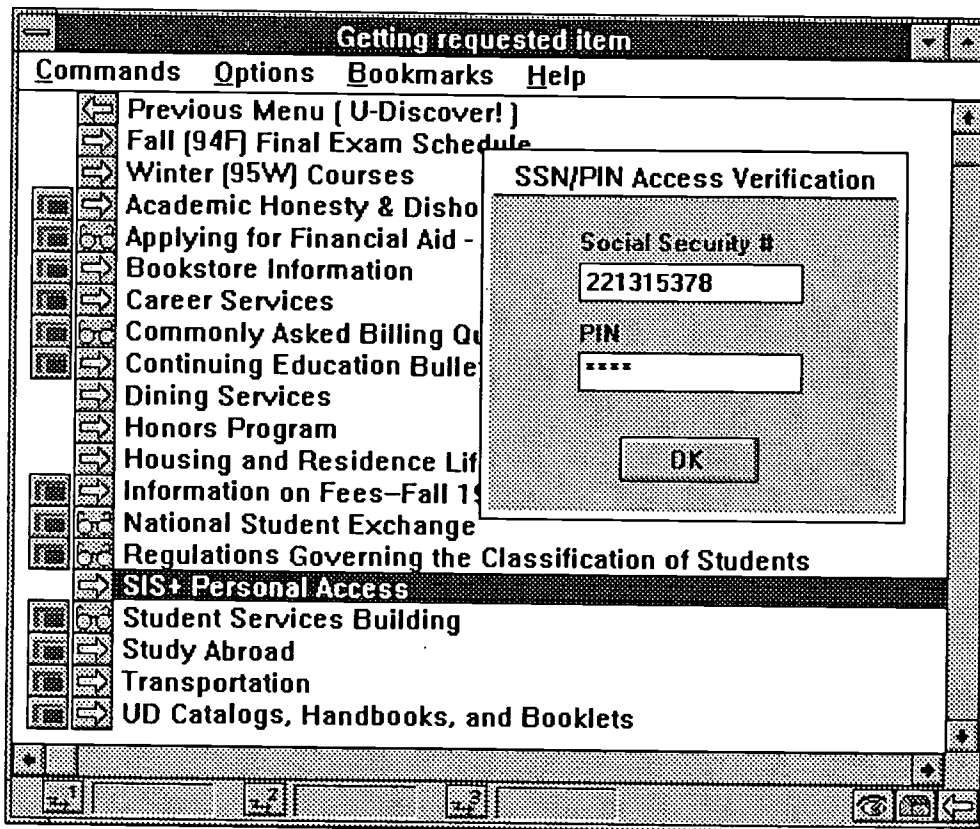 Getting requested item
Commands Options Bookmarks Help
Previous Menu ( U-Discover! )
Fall (94F) Final Exam Schedule
Winter (95W) Courses
Academic Honesty & Disho
Applying for Financial Aid -
Bookstore Information
Career Services
Commonly Asked Billing Qu
Continuing Education Bulle
Dining Services
Honors Program
Housing and Residence Lif
Information on Fees–Fall 19
National Student Exchange
Regulations Governing the Classification of Students
SIS+ Personal Access
Student Services Building
Study Abroad
Transportation
UD Catalogs, Handbooks, and Booklets
SSN/PIN Access Verification
Social Security #
221315378
PIN
****
OK
1
2
3